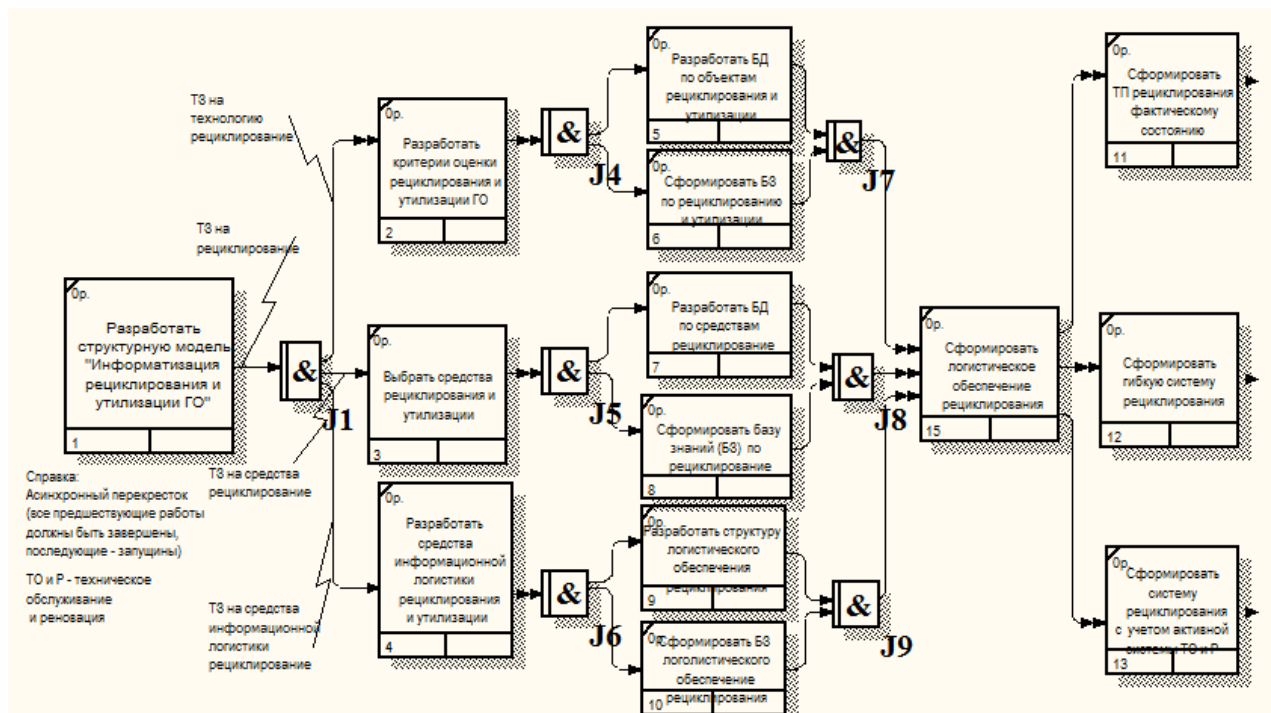 ТЗ на
технологию
рециклирование
ТЗ на
рециклирование
0р.
Разработать
структурную модель
"Информатизация
рециклирования и
утилизации ГО"
1
&
J1
Справка:
Асинхронный перекресток
(все предшествующие работы
должны быть завершены,
последующие - запущины)
ТО и Р - техническое
обслуживание
и реновация
ТЗ на средства
рециклирование
ТЗ на средства
информационной
логистики
рециклирование
0р.
Разработать
критерии оценки
рециклирования и
утилизации ГО
2
0р.
Выбрать средства
рециклирования и
утилизации
3
0р.
Разработать
средства
информационной
логистики
рециклирования
и утилизации
4
&
J4
&
J5
&
J6
0р.
Разработать БД
по объектам
рециклирования и
утилизации
5
0р.
Сформировать БЗ
по рециклированию
и утилизации
6
0р.
Разработать БД
по средствам
рециклирование
7
0р.
Сформировать базу
знаний (БЗ) по
рециклирование
8
0р.
Разработать структуру
логистического
обеспечения
рециклирования
9
0р.
Сформировать БЗ
логолистического
обеспечение
рециклирования
10
&
J7
&
J8
&
J9
0р.
Сформировать
логистическое
обеспечение
рециклирования
15
0р.
Сформировать
ТП рециклирования
фактическому
состоянию
11
0р.
Сформировать
гибкую систему
рециклирования
12
0р.
Сформировать
систему
рециклирования
с учетом активной
системы ТО и Р
13